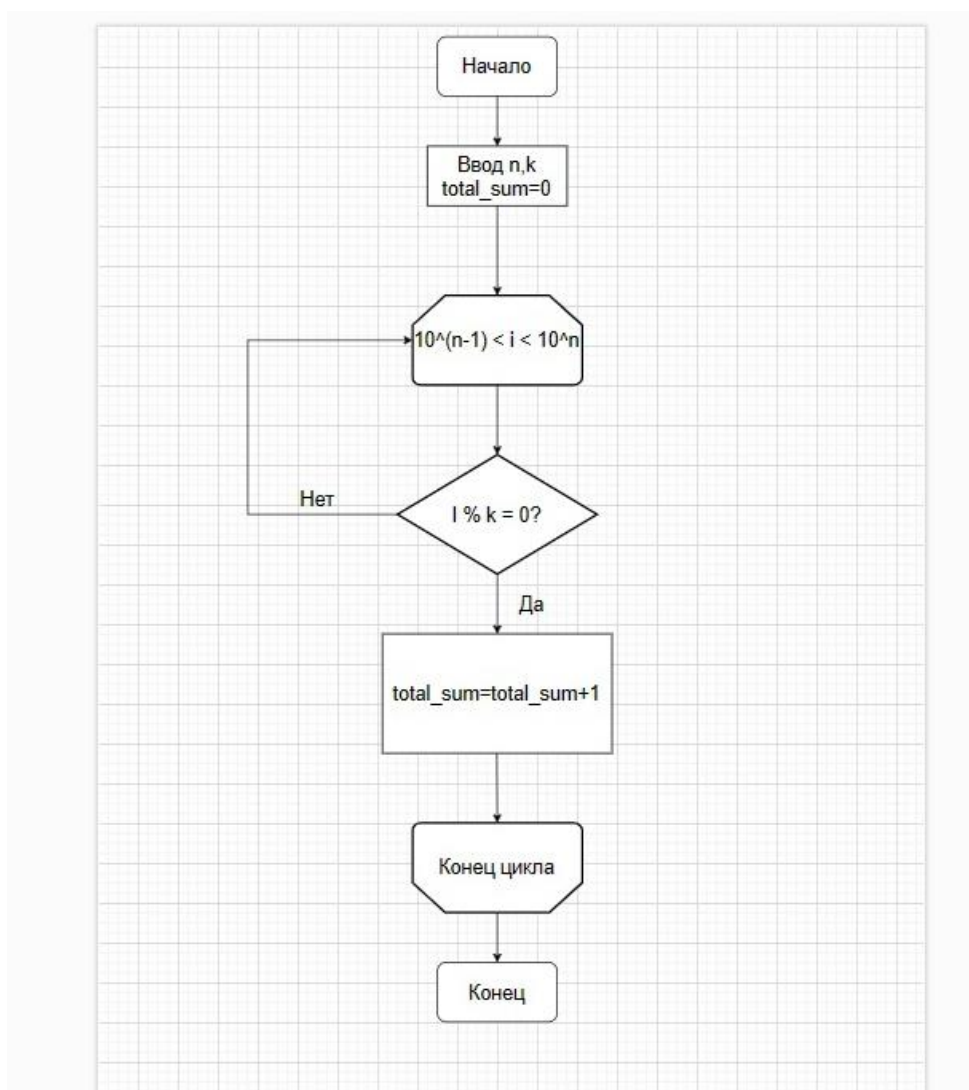 Начало
Ввод n,k
total_sum=0
10^(n-1) < i < 10^n
Нет
I % k = 0?
Да
total_sum=total_sum+1
Конец цикла
Конец